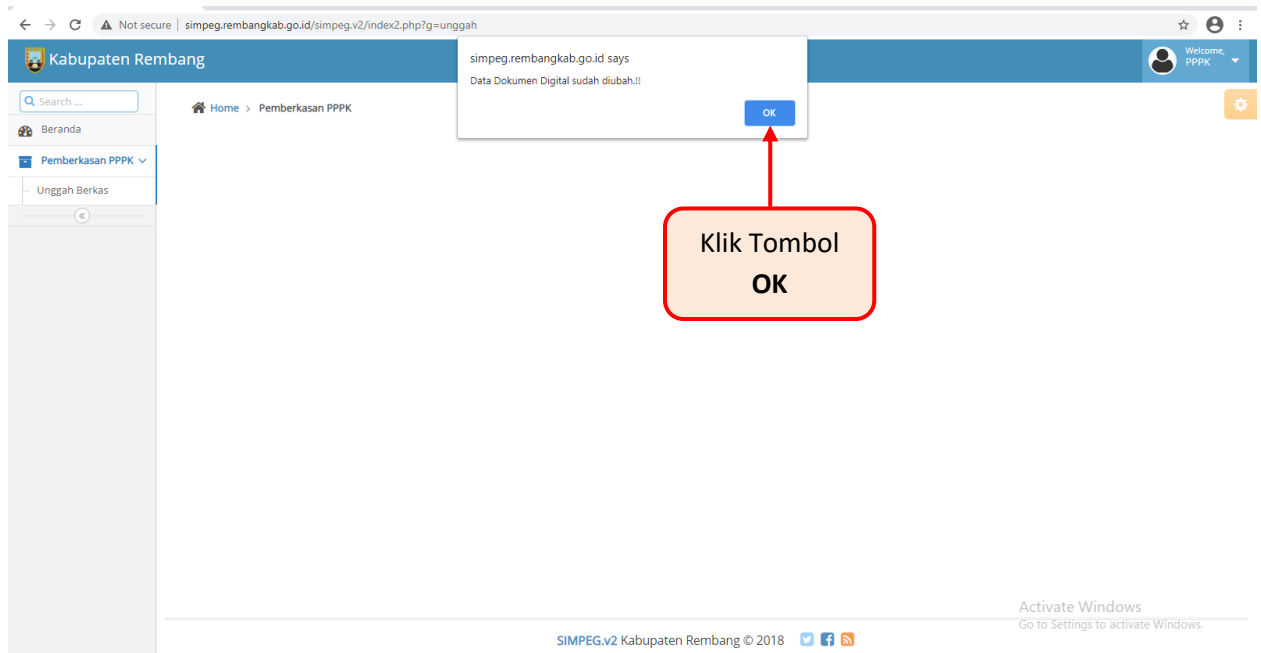 Not secure | simpeg.rembangkab.go.id/simpeg.v2/index2.php?g=unggah
Kabupaten Rembang
simpeg.rembangkab.go.id says
Data Dokumen Digital sudah diubah.!!
OK
Welcome,
PPPK
Search ...
Home > Pemberkasan PPPK
Beranda
Pemberkasan PPPK
Unggah Berkas
Klik Tombol
OK
Activate Windows
Go to Settings to activate Windows.
SIMPEG.v2 Kabupaten Rembang © 2018